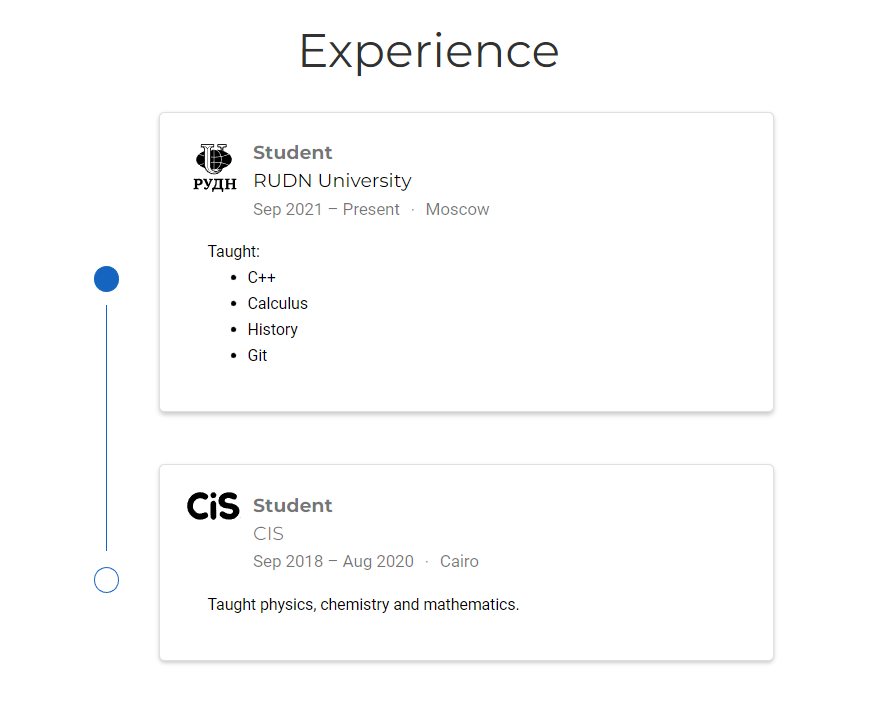 Experience
РУДН
Student
RUDN University
Sep 2021 – Present · Moscow
Taught:
• C++
• Calculus
• History
• Git
CiS
Student
CIS
Sep 2018 – Aug 2020 · Cairo
Taught physics, chemistry and mathematics.